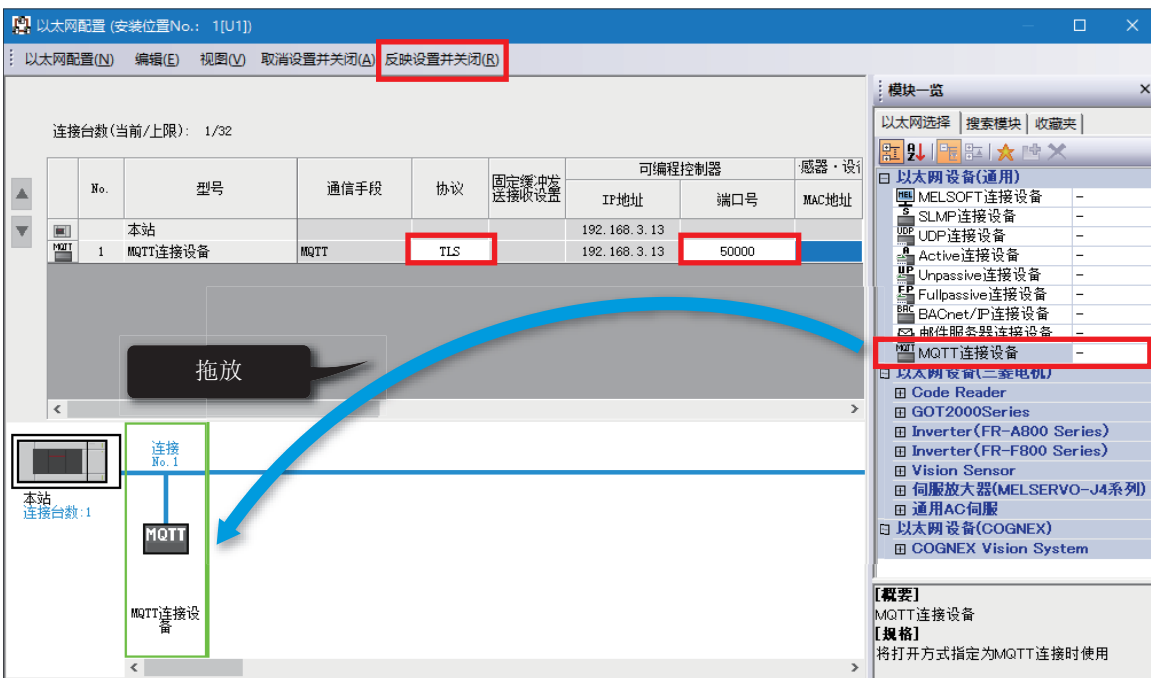 以太网配置 (安装位置No.： 1[U1])
以太网配置(N) 编辑(E) 视图(V) 取消设置并关闭(A) 反映设置并关闭(R)
连接台数(当前/上限)： 1/32
No. 型号 通信手段 协议 固定缓冲发送接收设置 可编程控制器 感器·设
IP地址 端口号 MAC地址
本站 192.168.3.13
MQTT 1 MQTT连接设备 MQTT TLS 192.168.3.13 50000
拖放
连接
No.1
本站
连接台数:1
MQTT
MQTT连接设
备
模块一览
以太网选择 搜索模块 收藏夹
以太网设备(通用)
MEL MELSOFT连接设备 –
S SLMP连接设备 –
UDP UDP连接设备 –
A Active连接设备 –
UP Unpassive连接设备 –
FP Fullpassive连接设备 –
BAC BACnet/IP连接设备 –
邮件服务器连接设备 –
MQTT MQTT连接设备 –
以太网设备(三菱电机)
Code Reader
GOT2000Series
Inverter(FR-A800 Series)
Inverter(FR-F800 Series)
Vision Sensor
伺服放大器(MELSERVO-J4系列)
通用AC伺服
以太网设备(COGNEX)
COGNEX Vision System
[概要]
MQTT连接设备
[规格]
将打开方式指定为MQTT连接时使用